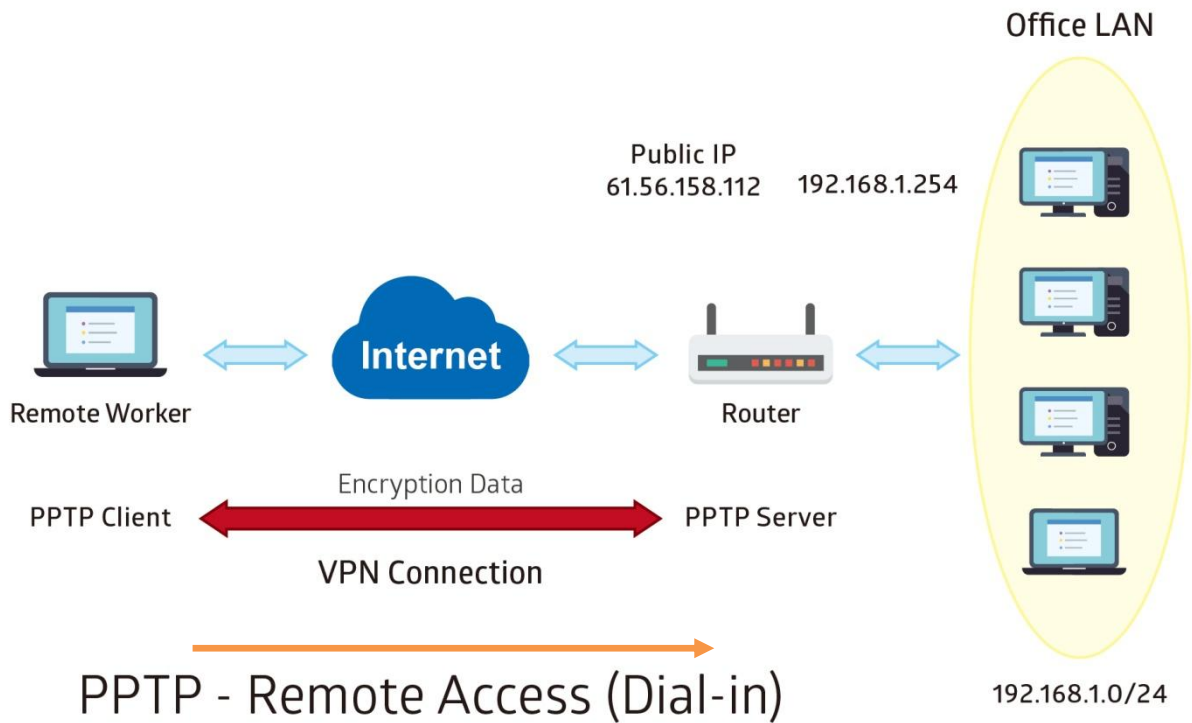 Office LAN
Public IP
61.56.158.112
192.168.1.254
Internet
Remote Worker
Router
Encryption Data
PPTP Client
PPTP Server
VPN Connection
PPTP - Remote Access (Dial-in)
192.168.1.0/24